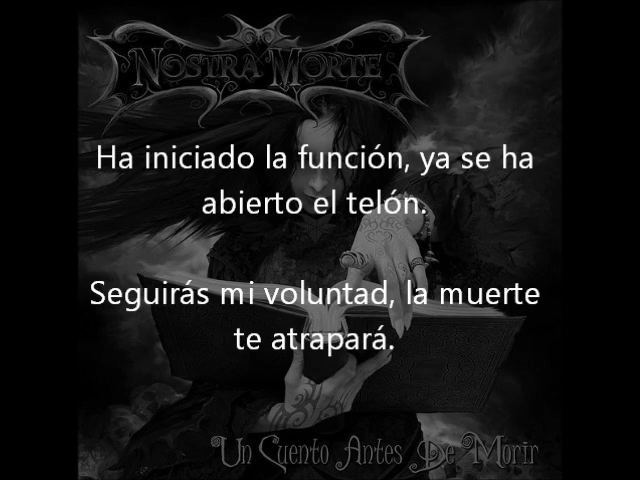 NOSTRA MORTE
Ha iniciado la función, ya se ha
abierto el telón.
Seguirás mi voluntad, la muerte
te atrapará.
Un Cuento Antes De Morir